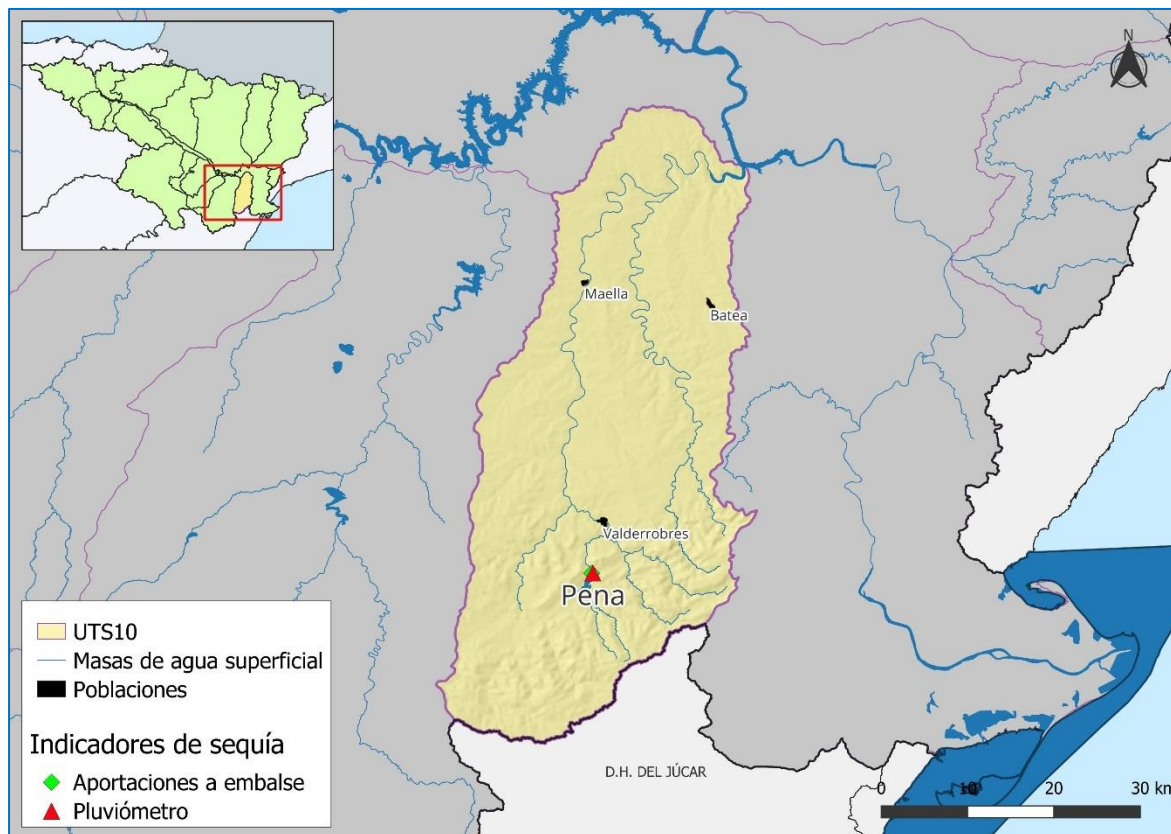 N
Maella
Batea
Valderrobres
Pena
UTS10
Masas de agua superficial
Poblaciones
Indicadores de sequía
Aportaciones a embalse
Pluviómetro
D.H. DEL JÚCAR
0 10 20 30 km